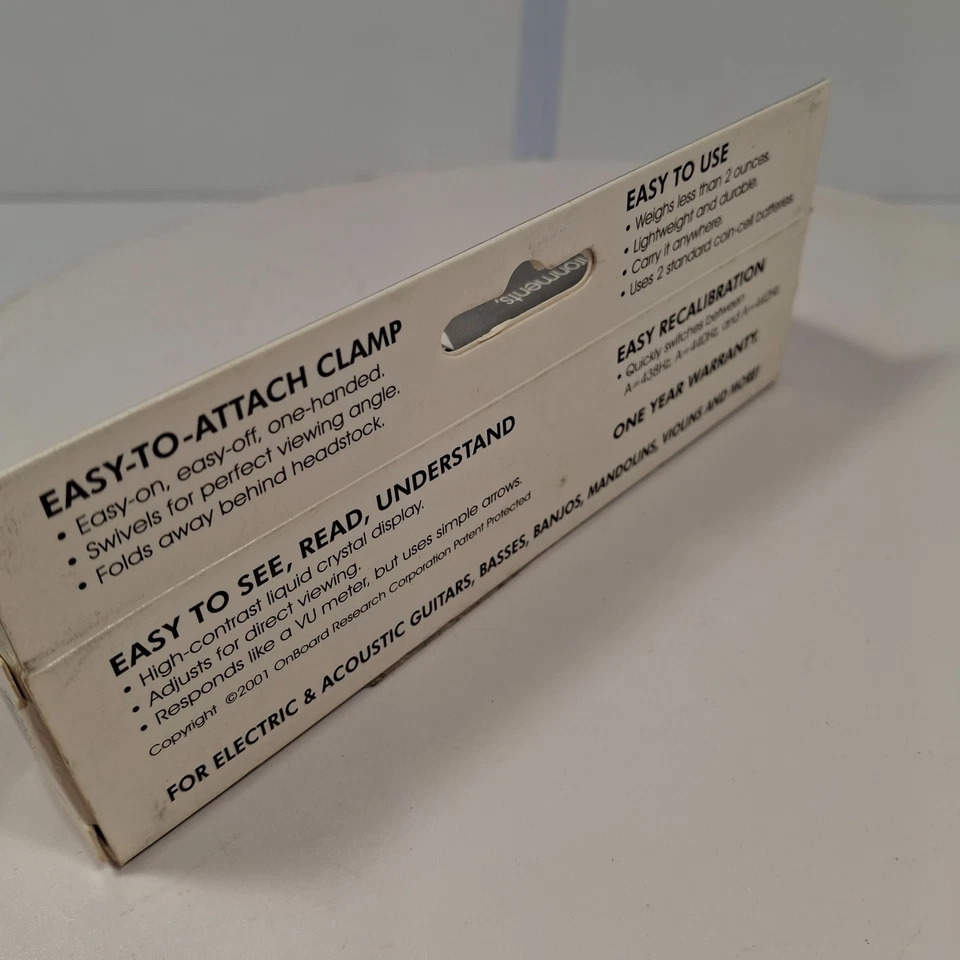 EASY-TO-ATTACH CLAMP
• Easy-on, easy-off, one-handed.
• Swivels for perfect viewing angle.
• Folds away behind headstock.
ironments,
EASY TO USE
• Weighs less than 2 ounces.
• Lightweight and durable.
• Carry it anywhere.
• Uses 2 standard coin-cell batteries.
EASY TO SEE, READ, UNDERSTAND
• High-contrast liquid crystal display.
• Adjusts for direct viewing.
• Responds like a VU meter, but uses simple arrows.
Copyright ©2001 OnBoard Research Corporation Patent Protected
EASY RECALIBRATION
• Quickly switches between
A=438Hz, A=440Hz, and A=442Hz.
ONE YEAR WARRANTY.
FOR ELECTRIC & ACOUSTIC GUITARS, BASSES, BANJOS, MANDOLINS, VIOLINS AND MORE!